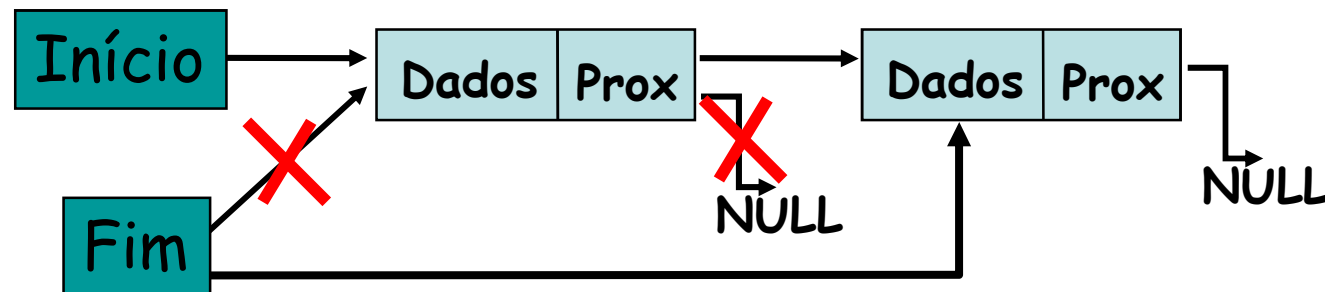 Início
Dados Prox
Dados Prox
NULL
NULL
Fim